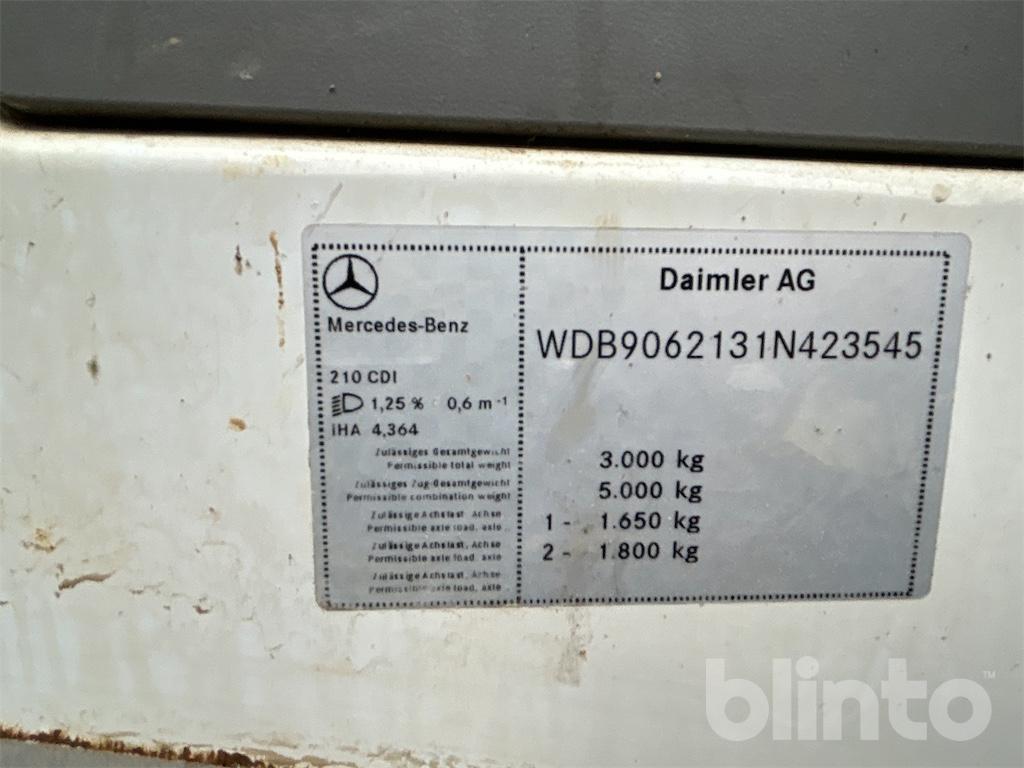 Mercedes-Benz
210 CDI
1,25 % 0,6 m⁻¹
iHA 4,364
Daimler AG
WDB9062131N423545
Zulässiges Gesamtgewicht
Permissible total weight
3.000 kg
Zulässiges Zug-Gesamtgewicht
Permissible combination weight
5.000 kg
Zulässige Achslast, Achse
Permissible axle load, axle
1 - 1.650 kg
Zulässige Achslast, Achse
Permissible axle load, axle
2 - 1.800 kg
Zulässige Achslast, Achse
Permissible axle load, axle
blinto™